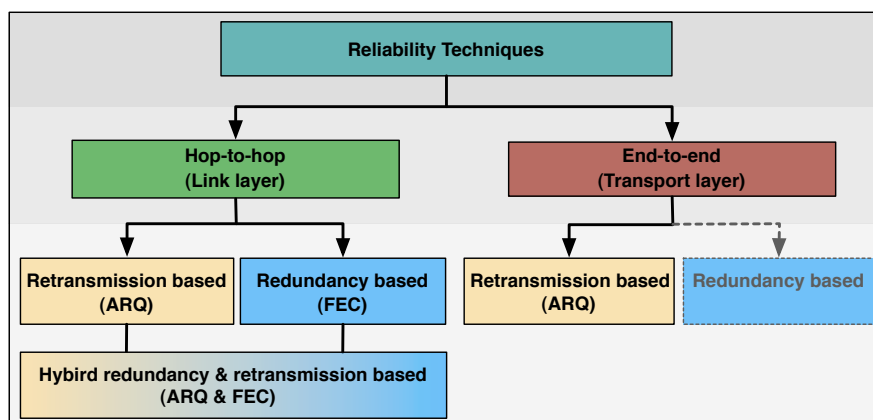 Reliability Techniques
Hop-to-hop
(Link layer)
End-to-end
(Transport layer)
Retransmission based
(ARQ)
Redundancy based
(FEC)
Retransmission based
(ARQ)
Redundancy based
Hybird redundancy & retransmission based
(ARQ & FEC)